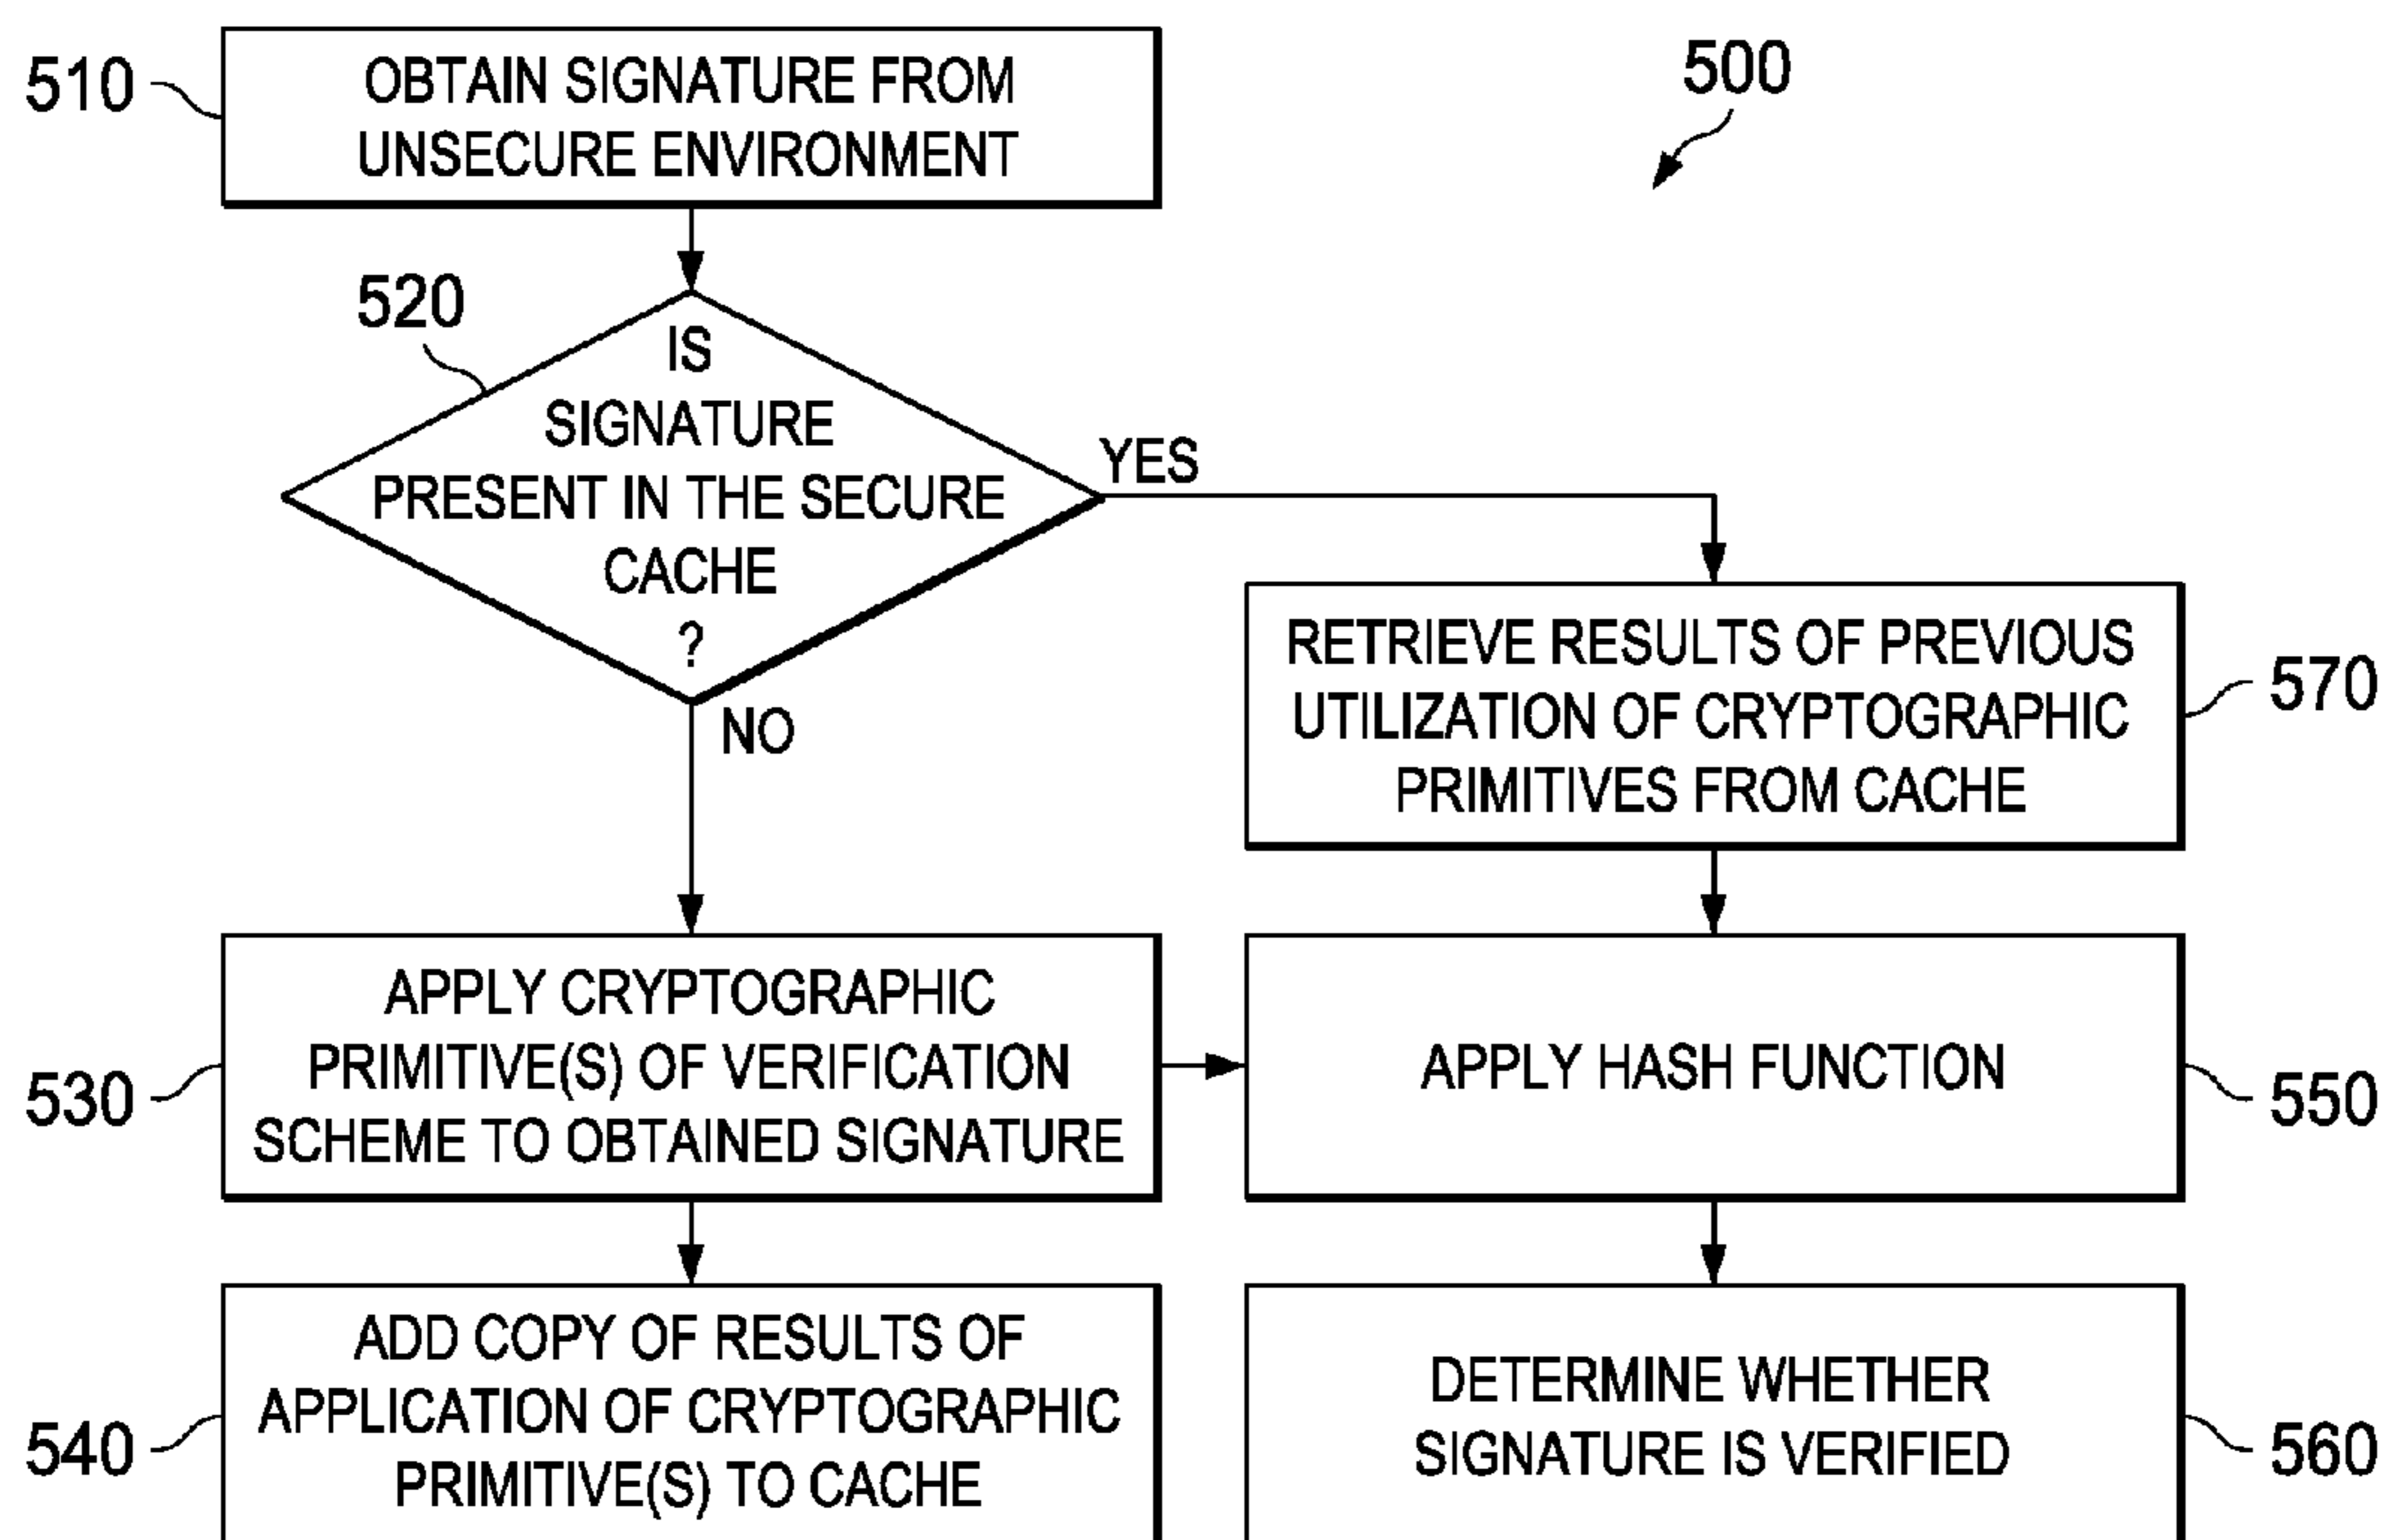 510
OBTAIN SIGNATURE FROM
UNSECURE ENVIRONMENT
500
520
IS
SIGNATURE
PRESENT IN THE SECURE
CACHE
?
YES
NO
RETRIEVE RESULTS OF PREVIOUS
UTILIZATION OF CRYPTOGRAPHIC
PRIMITIVES FROM CACHE
570
530
APPLY CRYPTOGRAPHIC
PRIMITIVE(S) OF VERIFICATION
SCHEME TO OBTAINED SIGNATURE
APPLY HASH FUNCTION
550
540
ADD COPY OF RESULTS OF
APPLICATION OF CRYPTOGRAPHIC
PRIMITIVE(S) TO CACHE
DETERMINE WHETHER
SIGNATURE IS VERIFIED
560